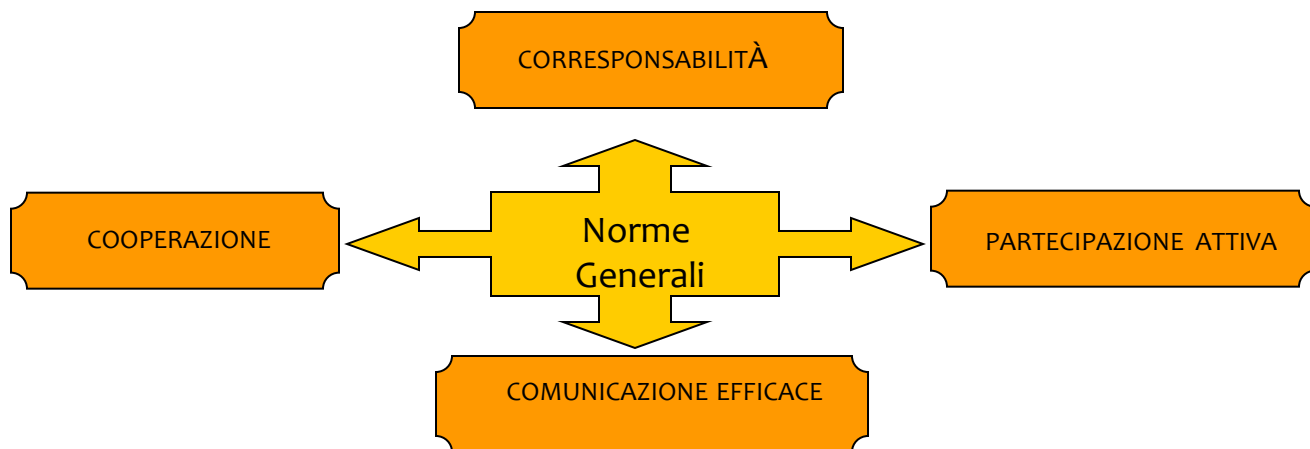 CORRESPONSABILITÀ
COOPERAZIONE
Norme
Generali
PARTECIPAZIONE ATTIVA
COMUNICAZIONE EFFICACE